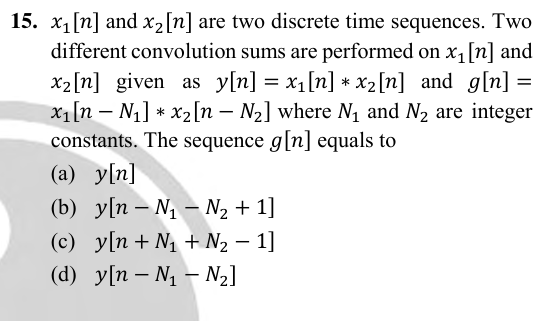 15. x₁[n] and x₂[n] are two discrete time sequences. Two
different convolution sums are performed on x₁[n] and
x₂[n] given as y[n] = x₁[n] ∗ x₂[n] and g[n] =
x₁[n − N₁] ∗ x₂[n − N₂] where N₁ and N₂ are integer
constants. The sequence g[n] equals to
(a) y[n]
(b) y[n − N₁ − N₂ + 1]
(c) y[n + N₁ + N₂ − 1]
(d) y[n − N₁ − N₂]